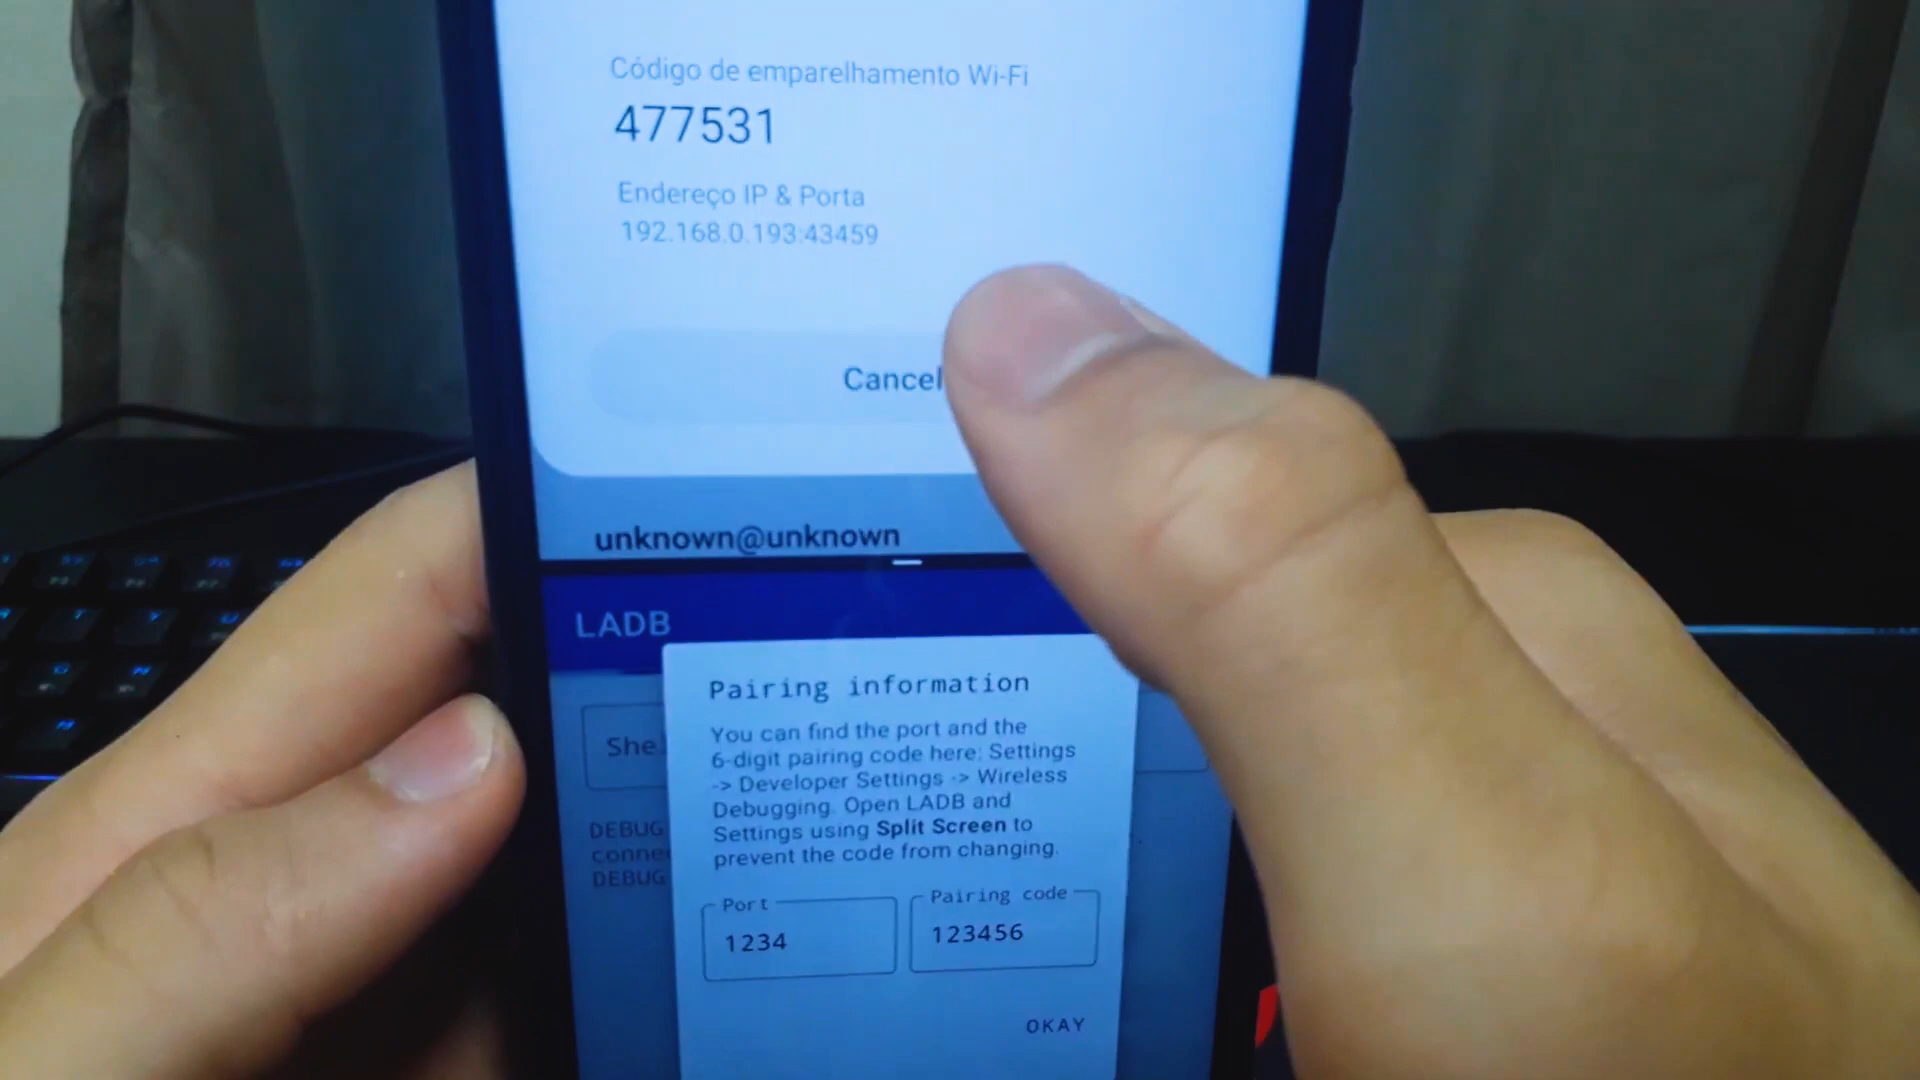 Código de emparelhamento Wi-Fi
477531
Endereço IP & Porta
192.168.0.193:43459
Cancel
unknown@unknown
LADB
Pairing information
You can find the port and the
6-digit pairing code here: Settings
-> Developer Settings -> Wireless
Debugging. Open LADB and
Settings using Split Screen to
prevent the code from changing.
She
DEBUG
conne
DEBUG
Port
Pairing code
1234
123456
OKAY